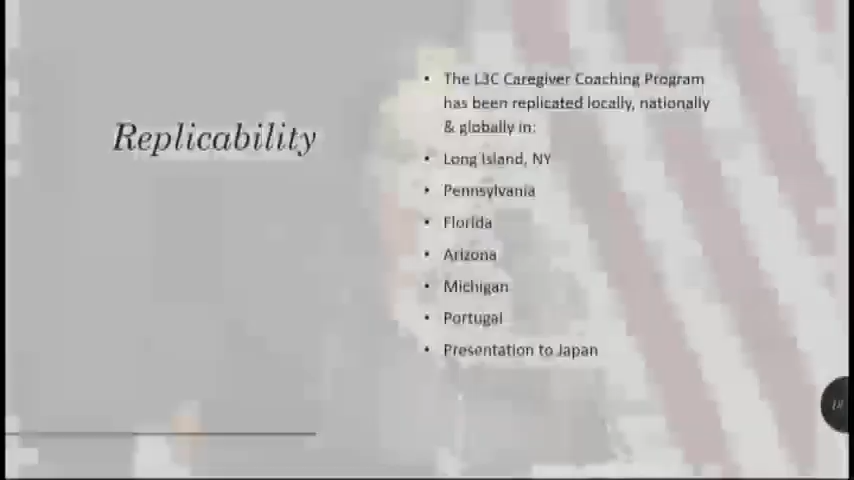 Replicability
• The L3C Caregiver Coaching Program
has been replicated locally, nationally
& globally in:
• Long Island, NY
• Pennsylvania
• Florida
• Arizona
• Michigan
• Portugal
• Presentation to Japan